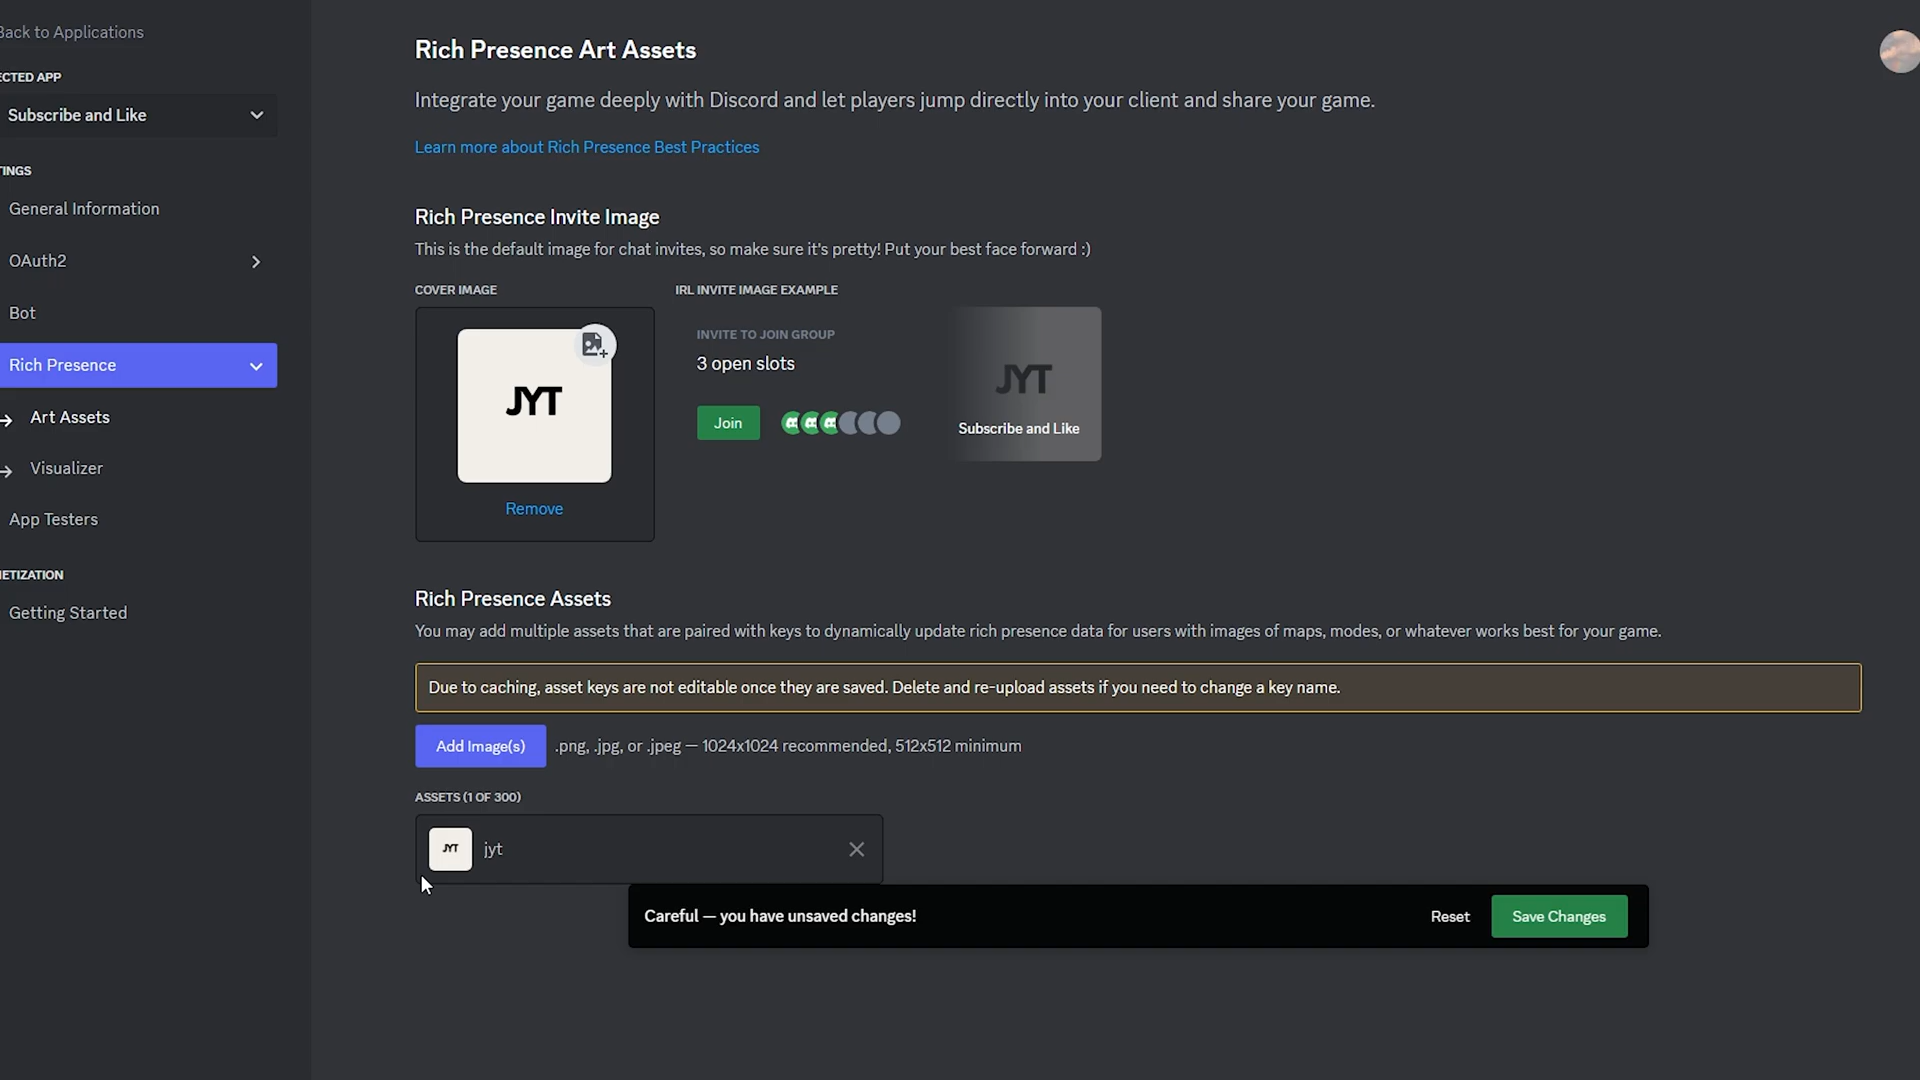 Back to Applications
ECTED APP
Subscribe and Like
TINGS
General Information
OAuth2
Bot
Rich Presence
Art Assets
Visualizer
App Testers
ETIZATION
Getting Started
Rich Presence Art Assets
Integrate your game deeply with Discord and let players jump directly into your client and share your game.
Learn more about Rich Presence Best Practices
Rich Presence Invite Image
This is the default image for chat invites, so make sure it's pretty! Put your best face forward :)
COVER IMAGE
JYT
Remove
IRL INVITE IMAGE EXAMPLE
INVITE TO JOIN GROUP
3 open slots
Join
JYT
Subscribe and Like
Rich Presence Assets
You may add multiple assets that are paired with keys to dynamically update rich presence data for users with images of maps, modes, or whatever works best for your game.
Due to caching, asset keys are not editable once they are saved. Delete and re-upload assets if you need to change a key name.
Add Image(s) .png, .jpg, or .jpeg — 1024x1024 recommended, 512x512 minimum
ASSETS (1 OF 300)
JYT jyt
Careful — you have unsaved changes! Reset Save Changes